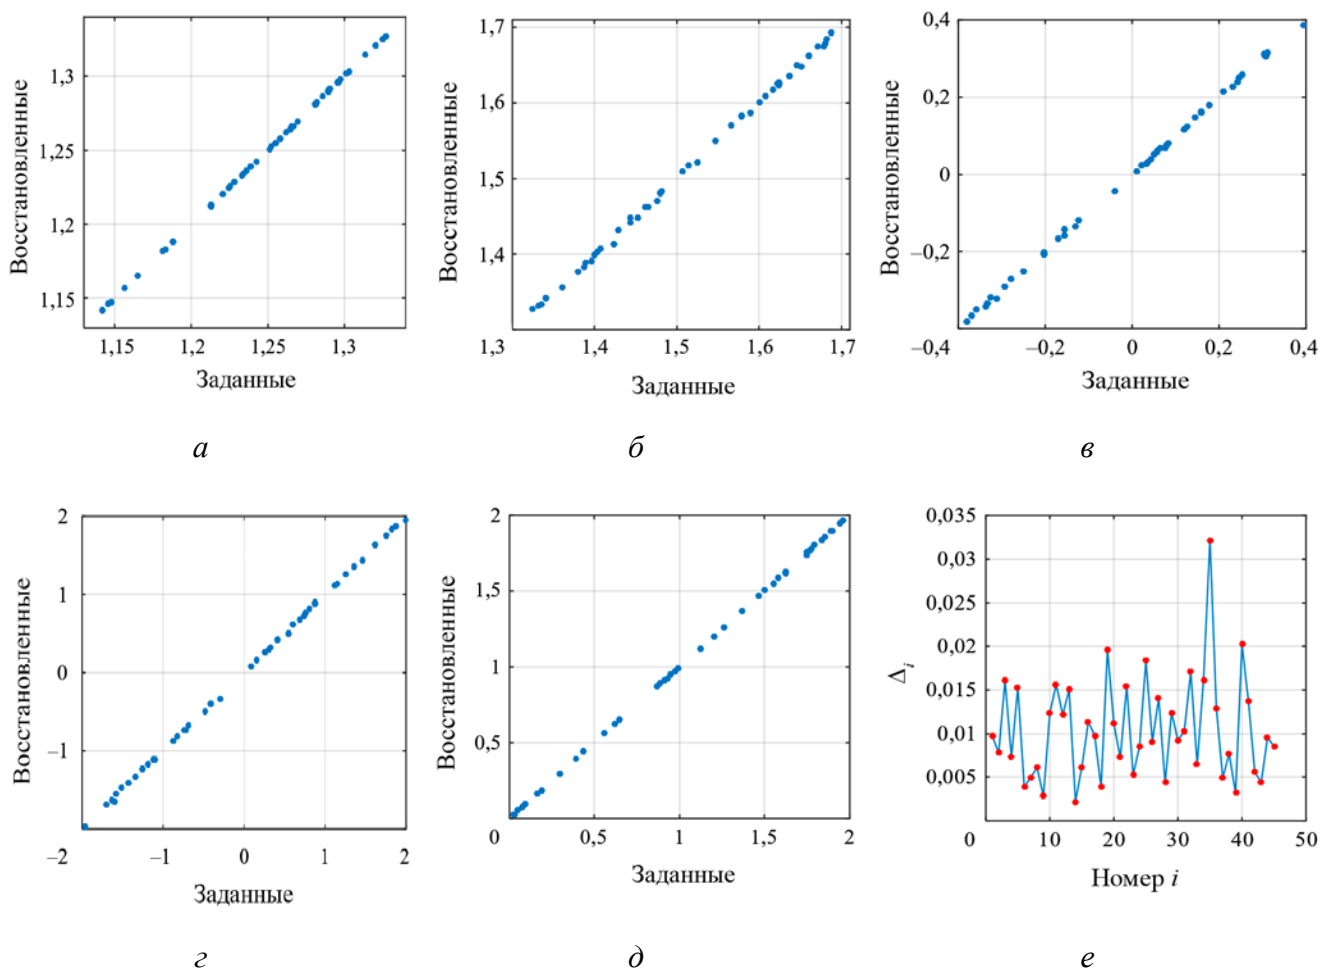 Восстановленные
1,3
1,25
1,2
1,15
1,15 1,2 1,25 1,3
Заданные
а
Восстановленные
1,7
1,6
1,5
1,4
1,3 1,4 1,5 1,6 1,7
Заданные
б
Восстановленные
0,4
0,2
0
–0,2
–0,4 –0,2 0 0,2 0,4
Заданные
в
Восстановленные
2
1
0
–1
–2 –1 0 1 2
Заданные
г
Восстановленные
2
1,5
1
0,5
0 0,5 1 1,5 2
Заданные
д
Δi
0,035
0,03
0,025
0,02
0,015
0,01
0,005
0 10 20 30 40 50
Номер i
е